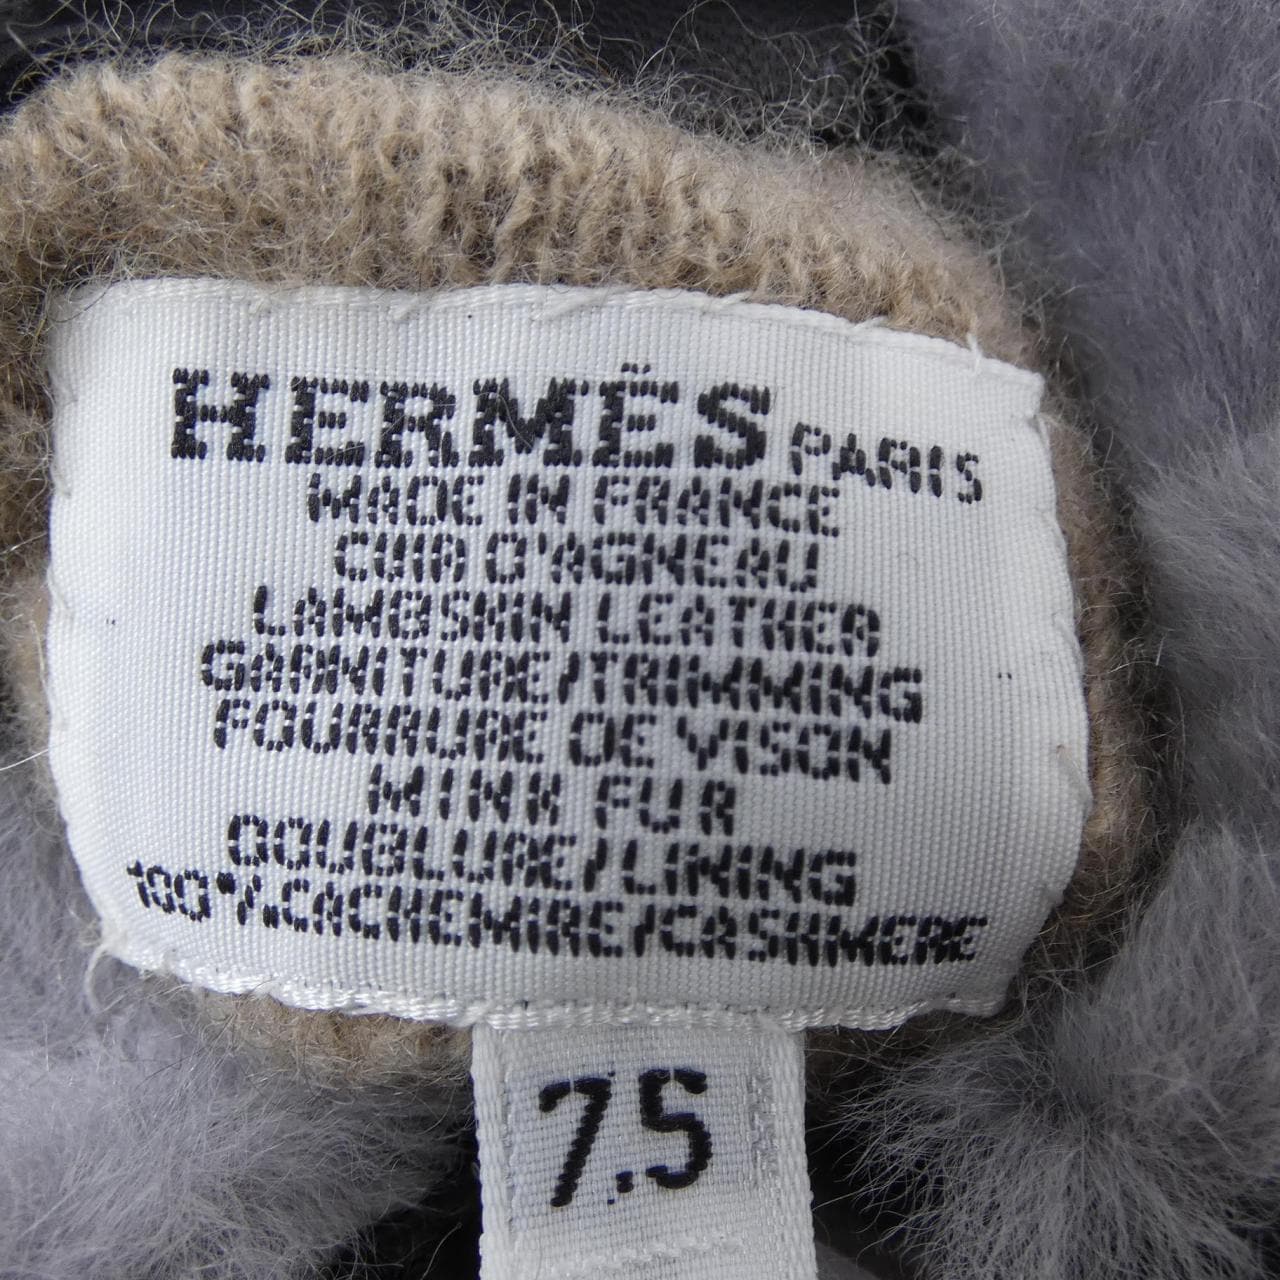 HERMËS PARIS
MADE IN FRANCE
CUIR D'AGNEAU
LAMBSKIN LEATHER
GARNITURE/TRIMMING
FOURRURE DE VISON
MINK FUR
DOUBLURE/LINING
100%.CACHEMIRE/CASHMERE
7.5